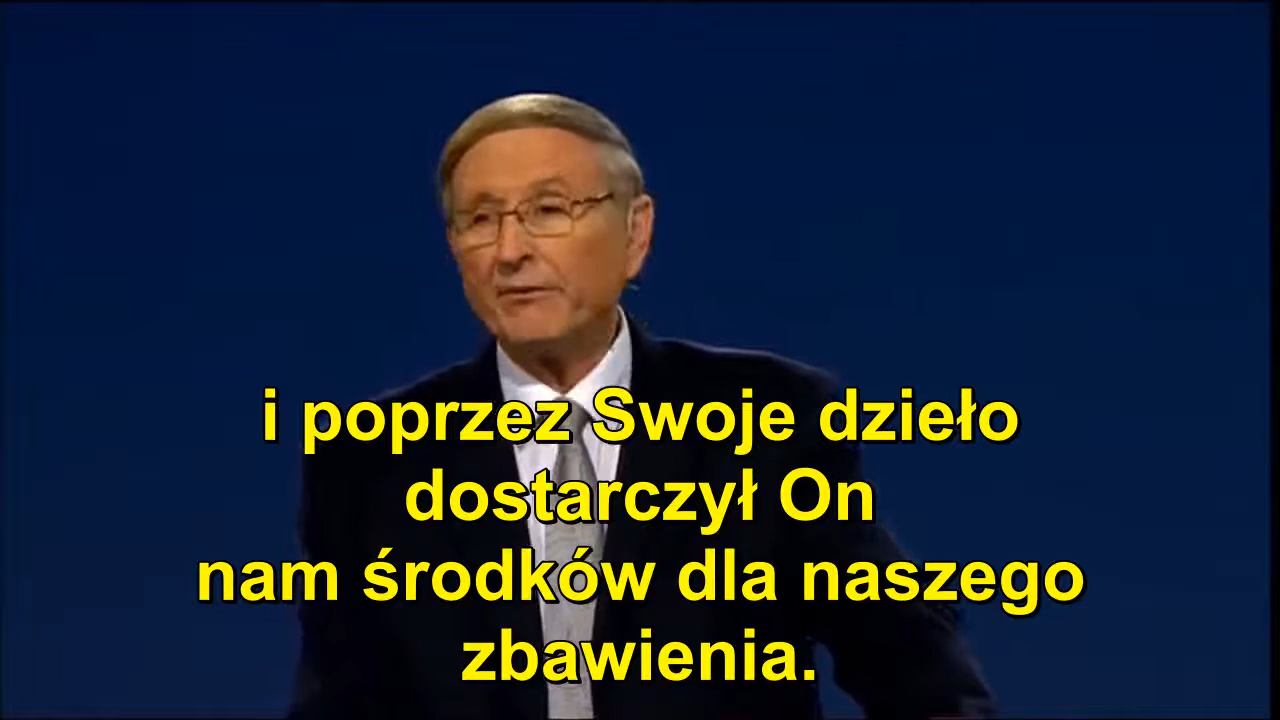 i poprzez Swoje dzieło
dostarczył On
nam środków dla naszego
zbawienia.